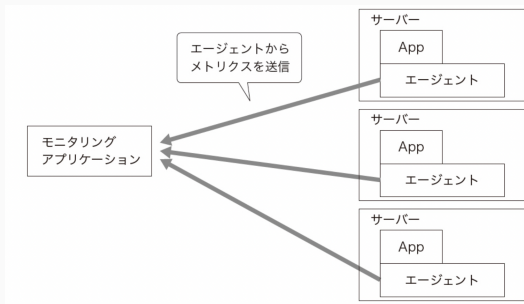 エージェントから
メトリクスを送信
モニタリング
アプリケーション
サーバー
App
エージェント
サーバー
App
エージェント
サーバー
App
エージェント